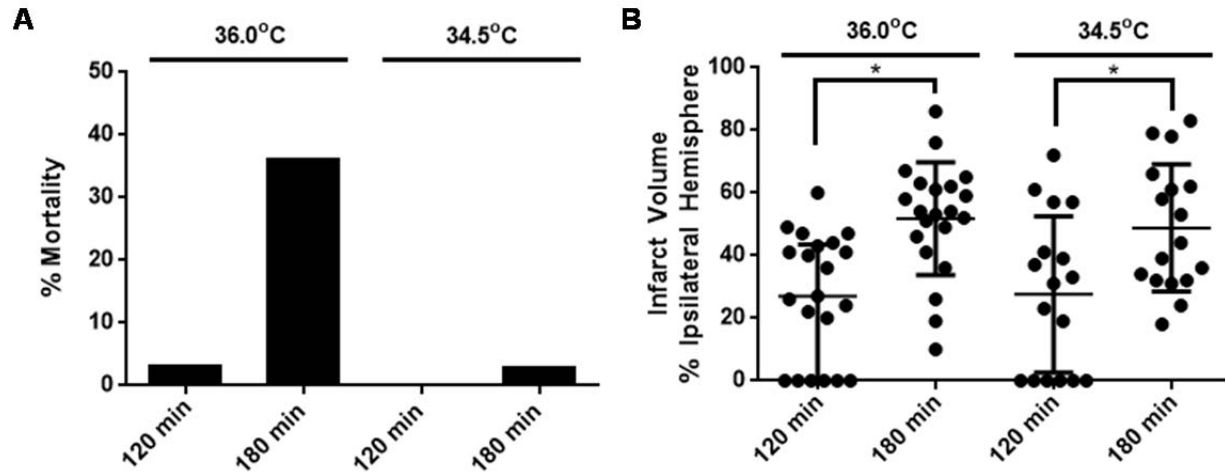 A
36.0°C
34.5°C
% Mortality
50
40
30
20
10
0
120 min
180 min
120 min
180 min
B
36.0°C
34.5°C
Infarct Volume
% Ipsilateral Hemisphere
100
80
60
40
20
0
*
*
120 min
180 min
120 min
180 min